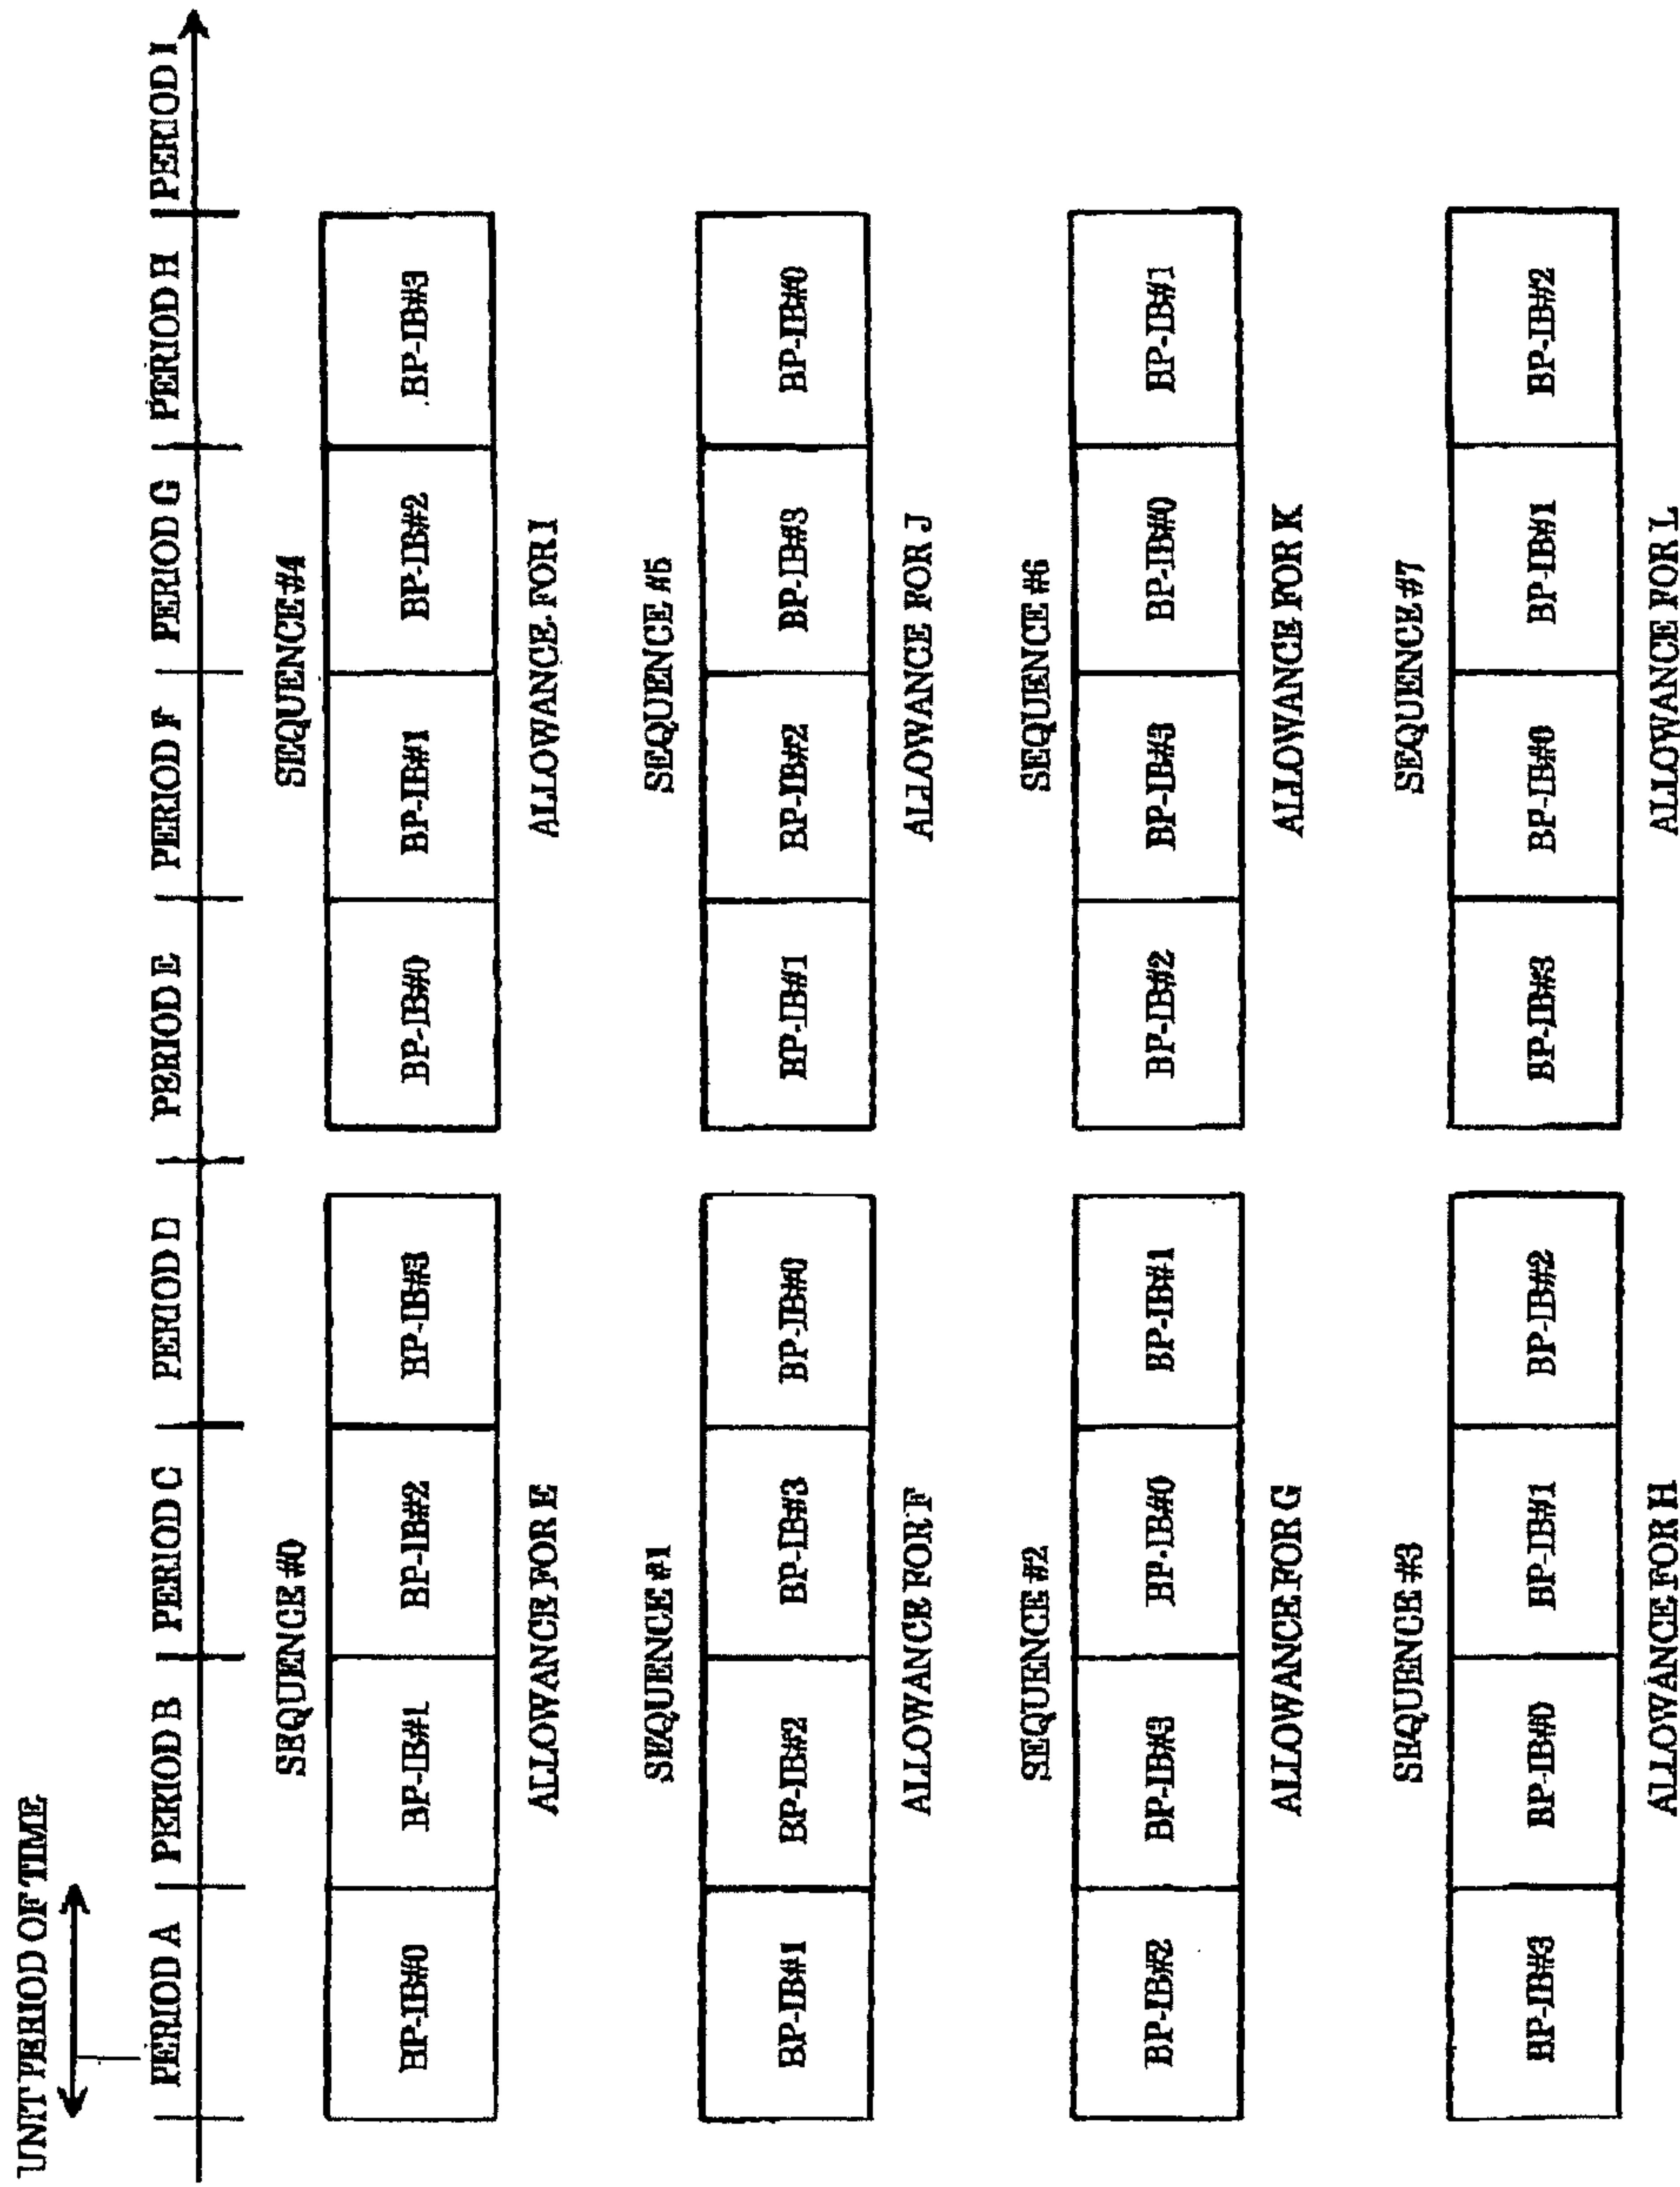 UNIT PERIOD OF TIME
PERIOD A PERIOD B PERIOD C PERIOD D PERIOD E PERIOD F PERIOD G PERIOD H PERIOD I
SEQUENCE #0 SEQUENCE #4
BP-IB#0 BP-IB#1 BP-IB#2 BP-IB#3 BP-IB#0 BP-IB#1 BP-IB#2 BP-IB#3
ALLOWANCE FOR E ALLOWANCE FOR I
SEQUENCE #1 SEQUENCE #5
BP-IB#1 BP-IB#2 BP-IB#3 BP-IB#0 BP-IB#1 BP-IB#2 BP-IB#3 BP-IB#0
ALLOWANCE FOR F ALLOWANCE FOR J
SEQUENCE #2 SEQUENCE #6
BP-IB#2 BP-IB#3 BP-IB#0 BP-IB#1 BP-IB#2 BP-IB#3 BP-IB#0 BP-IB#1
ALLOWANCE FOR G ALLOWANCE FOR K
SEQUENCE #3 SEQUENCE #7
BP-IB#3 BP-IB#0 BP-IB#1 BP-IB#2 BP-IB#3 BP-IB#0 BP-IB#1 BP-IB#2
ALLOWANCE FOR H ALLOWANCE FOR L